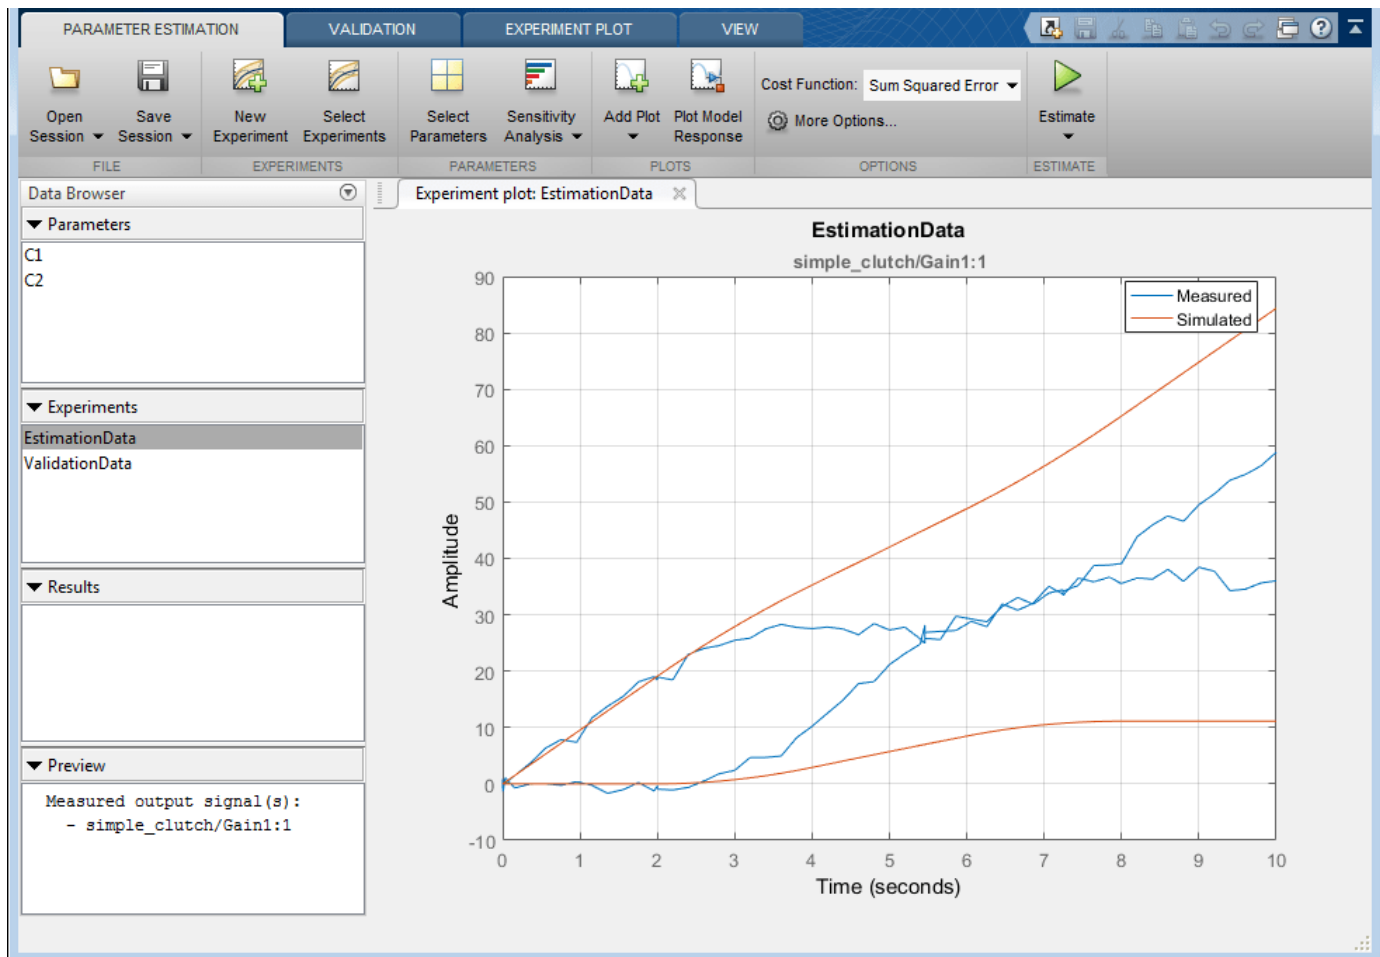 PARAMETER ESTIMATION
VALIDATION
EXPERIMENT PLOT
VIEW
Open Session
Save Session
New Experiment
Select Experiments
Select Parameters
Sensitivity Analysis
Add Plot
Plot Model Response
Cost Function: Sum Squared Error
More Options...
Estimate
FILE
EXPERIMENTS
PARAMETERS
PLOTS
OPTIONS
ESTIMATE
Data Browser
Parameters
C1
C2
Experiments
EstimationData
ValidationData
Results
Preview
Measured output signal(s):
- simple_clutch/Gain1:1
Experiment plot: EstimationData
EstimationData
simple_clutch/Gain1:1
Measured
Simulated
Amplitude
90
80
70
60
50
40
30
20
10
0
-10
0 1 2 3 4 5 6 7 8 9 10
Time (seconds)